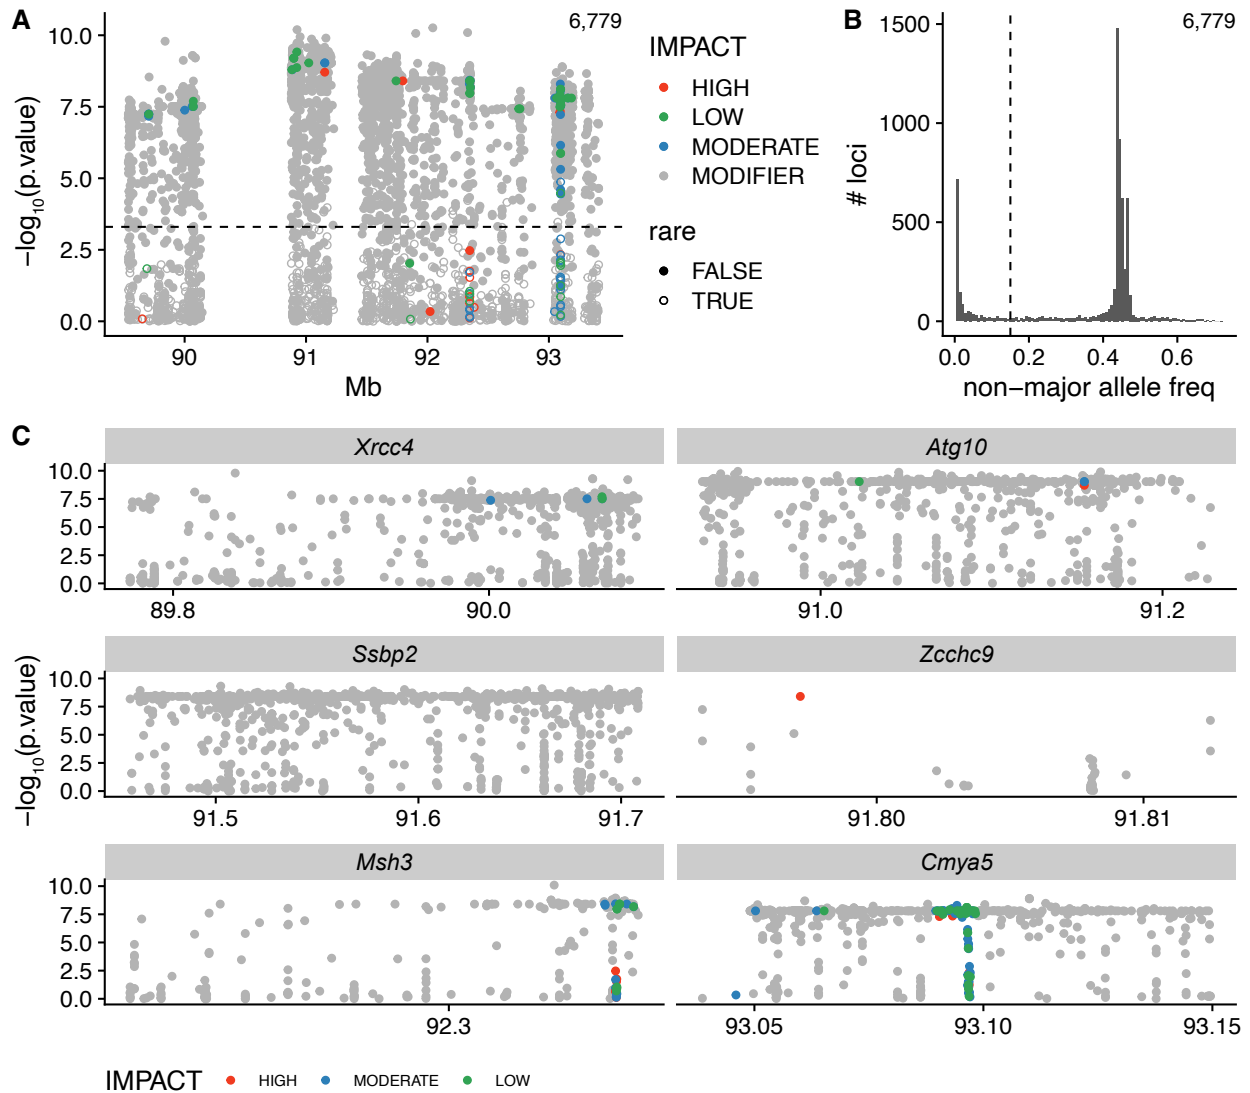 A
6,779
10.0
7.5
5.0
2.5
0.0
−log10(p.value)
90
91
92
93
Mb
IMPACT
HIGH
LOW
MODERATE
MODIFIER
rare
FALSE
TRUE
B
6,779
1500
1000
500
0
# loci
0.0
0.2
0.4
0.6
non−major allele freq
C
Xrcc4
Atg10
10.0
7.5
5.0
2.5
0.0
89.8
90.0
91.0
91.2
Ssbp2
Zcchc9
−log10(p.value)
10.0
7.5
5.0
2.5
0.0
91.5
91.6
91.7
91.80
91.81
Msh3
Cmya5
10.0
7.5
5.0
2.5
0.0
92.3
93.05
93.10
93.15
IMPACT HIGH MODERATE LOW